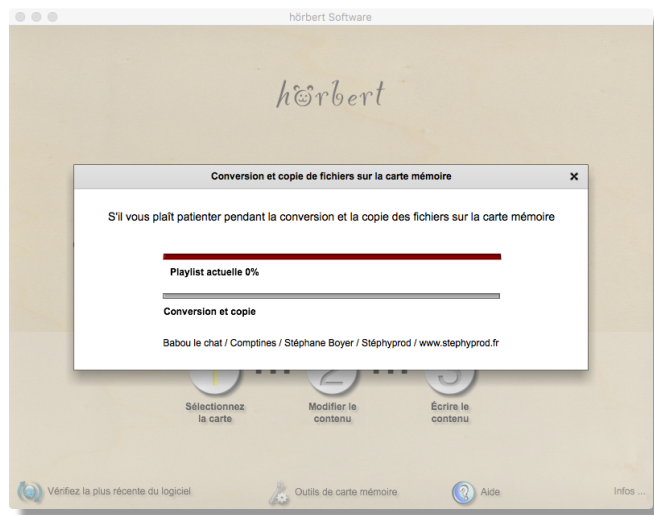 hörbert Software
hörbert
Conversion et copie de fichiers sur la carte mémoire
S'il vous plaît patienter pendant la conversion et la copie des fichiers sur la carte mémoire
Playlist actuelle 0%
Conversion et copie
Babou le chat / Comptines / Stéphane Boyer / Stéphyprod / www.stephyprod.fr
1 2 3
Sélectionnez
la carte
Modifier le
contenu
Écrire le
contenu
Vérifiez la plus récente du logiciel
Outils de carte mémoire
Aide
Infos ...